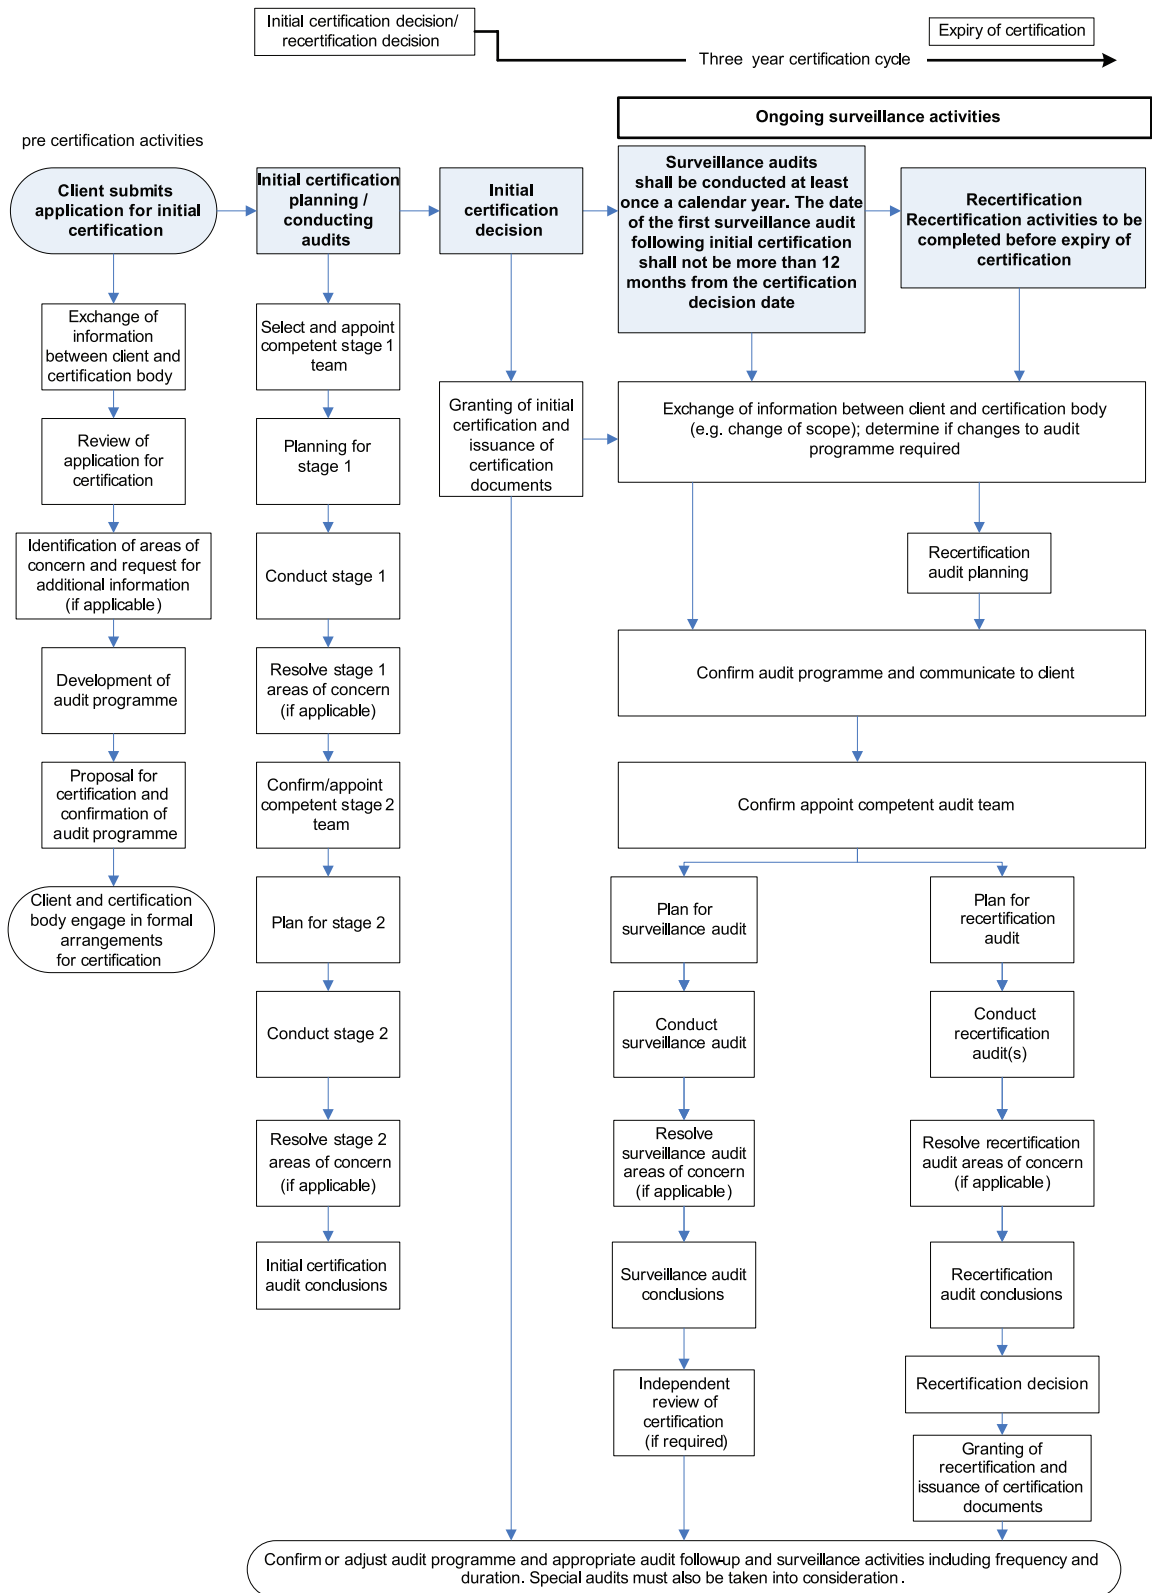 Initial certification decision/
recertification decision
Expiry of certification
Three year certification cycle
Ongoing surveillance activities
pre certification activities
Client submits
application for initial
certification
Initial certification
planning /
conducting
audits
Initial
certification
decision
Surveillance audits
shall be conducted at least
once a calendar year. The date
of the first surveillance audit
following initial certification
shall not be more than 12
months from the certification
decision date
Recertification
Recertification activities to be
completed before expiry of
certification
Exchange of
information
between client and
certification body
Review of
application for
certification
Identification of areas of
concern and request for
additional information
(if applicable)
Development of
audit programme
Proposal for
certification and
confirmation of
audit programme
Client and certification
body engage in formal
arrangements
for certification
Select and appoint
competent stage 1
team
Planning for
stage 1
Conduct stage 1
Resolve stage 1
areas of concern
(if applicable)
Confirm/appoint
competent stage 2
team
Plan for stage 2
Conduct stage 2
Resolve stage 2
areas of concern
(if applicable)
Initial certification
audit conclusions
Granting of initial
certification and
issuance of
certification
documents
Exchange of information between client and certification body
(e.g. change of scope); determine if changes to audit
programme required
Recertification
audit planning
Confirm audit programme and communicate to client
Confirm appoint competent audit team
Plan for
surveillance audit
Conduct
surveillance audit
Resolve
surveillance audit
areas of concern
(if applicable)
Surveillance audit
conclusions
Independent
review of
certification
(if required)
Plan for
recertification
audit
Conduct
recertification
audit(s)
Resolve recertification
audit areas of concern
(if applicable)
Recertification
audit conclusions
Recertification decision
Granting of
recertification and
issuance of certification
documents
Confirm or adjust audit programme and appropriate audit follow-up and surveillance activities including frequency and
duration. Special audits must also be taken into consideration.